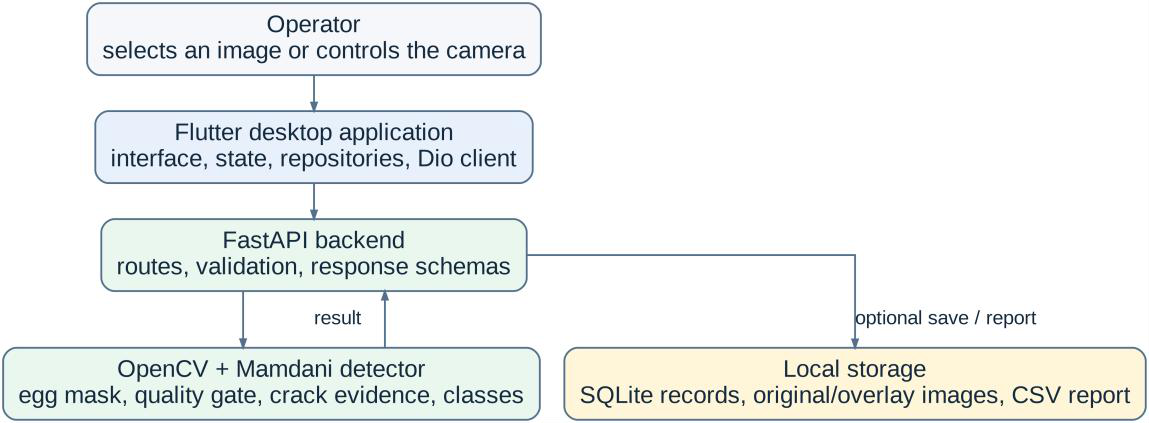 Operator
selects an image or controls the camera
Flutter desktop application
interface, state, repositories, Dio client
FastAPI backend
routes, validation, response schemas
result
optional save / report
OpenCV + Mamdani detector
egg mask, quality gate, crack evidence, classes
Local storage
SQLite records, original/overlay images, CSV report